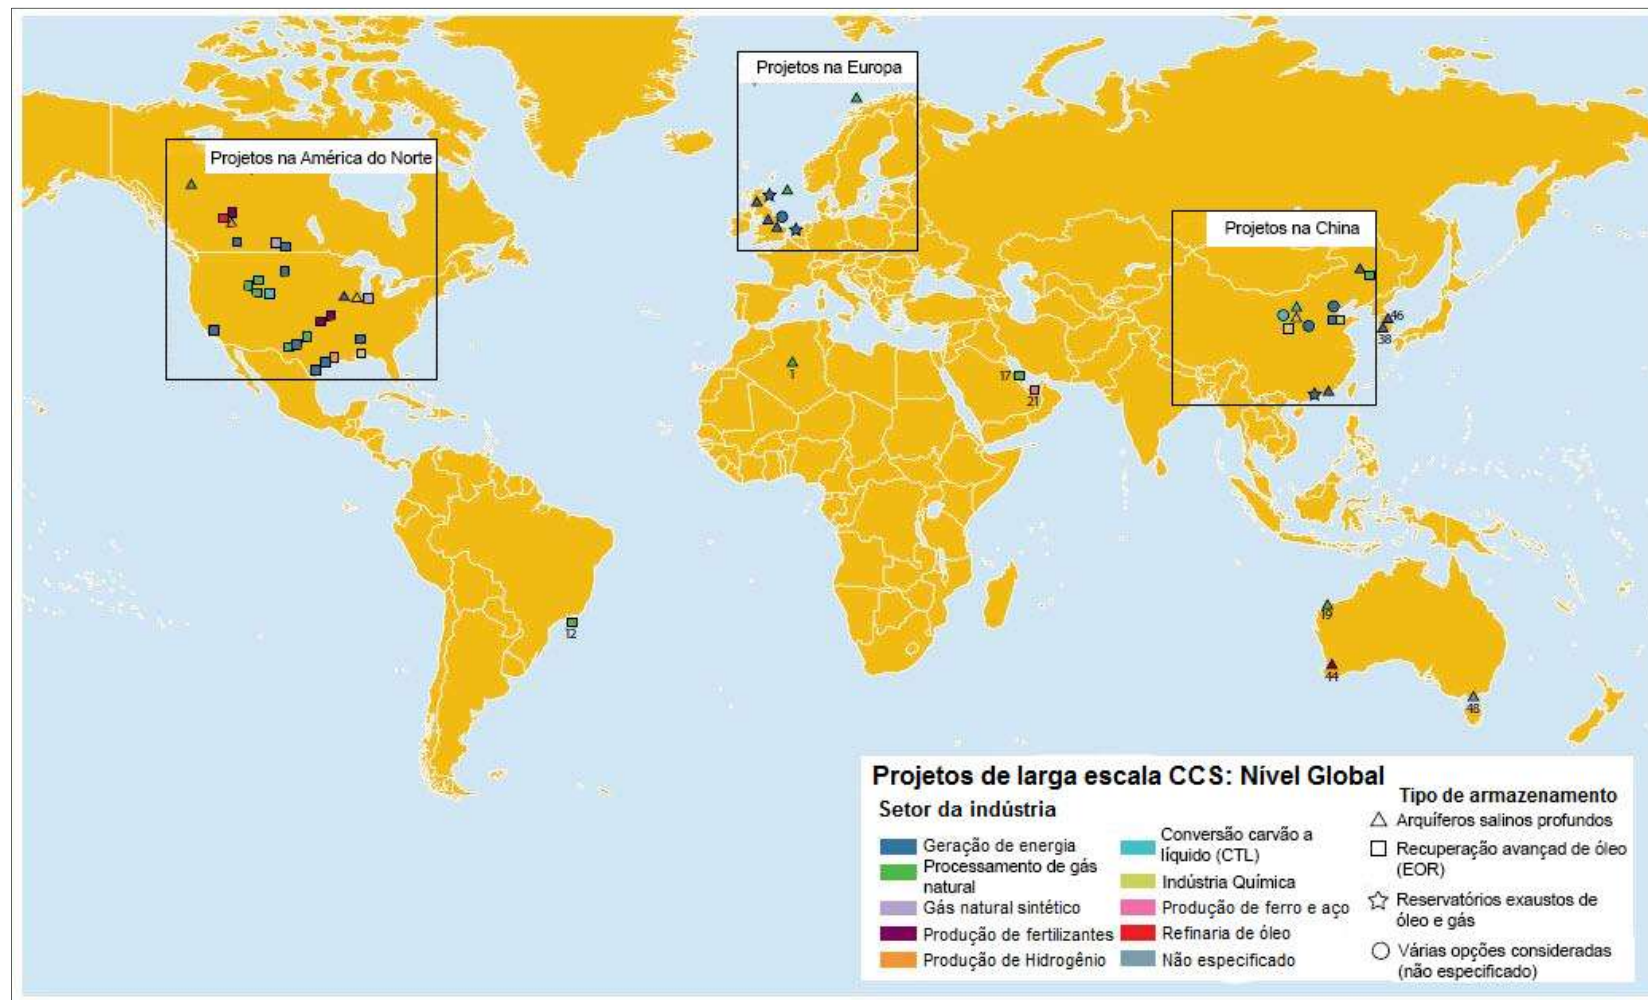 Projetos na Europa
Projetos na América do Norte
Projetos na China
46
38
1
17
21
12
19
44
48
Projetos de larga escala CCS: Nível Global
Setor da indústria
Geração de energia
Processamento de gás
natural
Gás natural sintético
Produção de fertilizantes
Produção de Hidrogênio
Conversão carvão a
líquido (CTL)
Indústria Química
Produção de ferro e aço
Refinaria de óleo
Não especificado
Tipo de armazenamento
Arquíferos salinos profundos
Recuperação avançad de óleo
(EOR)
Reservatórios exaustos de
óleo e gás
Várias opções consideradas
(não especificado)